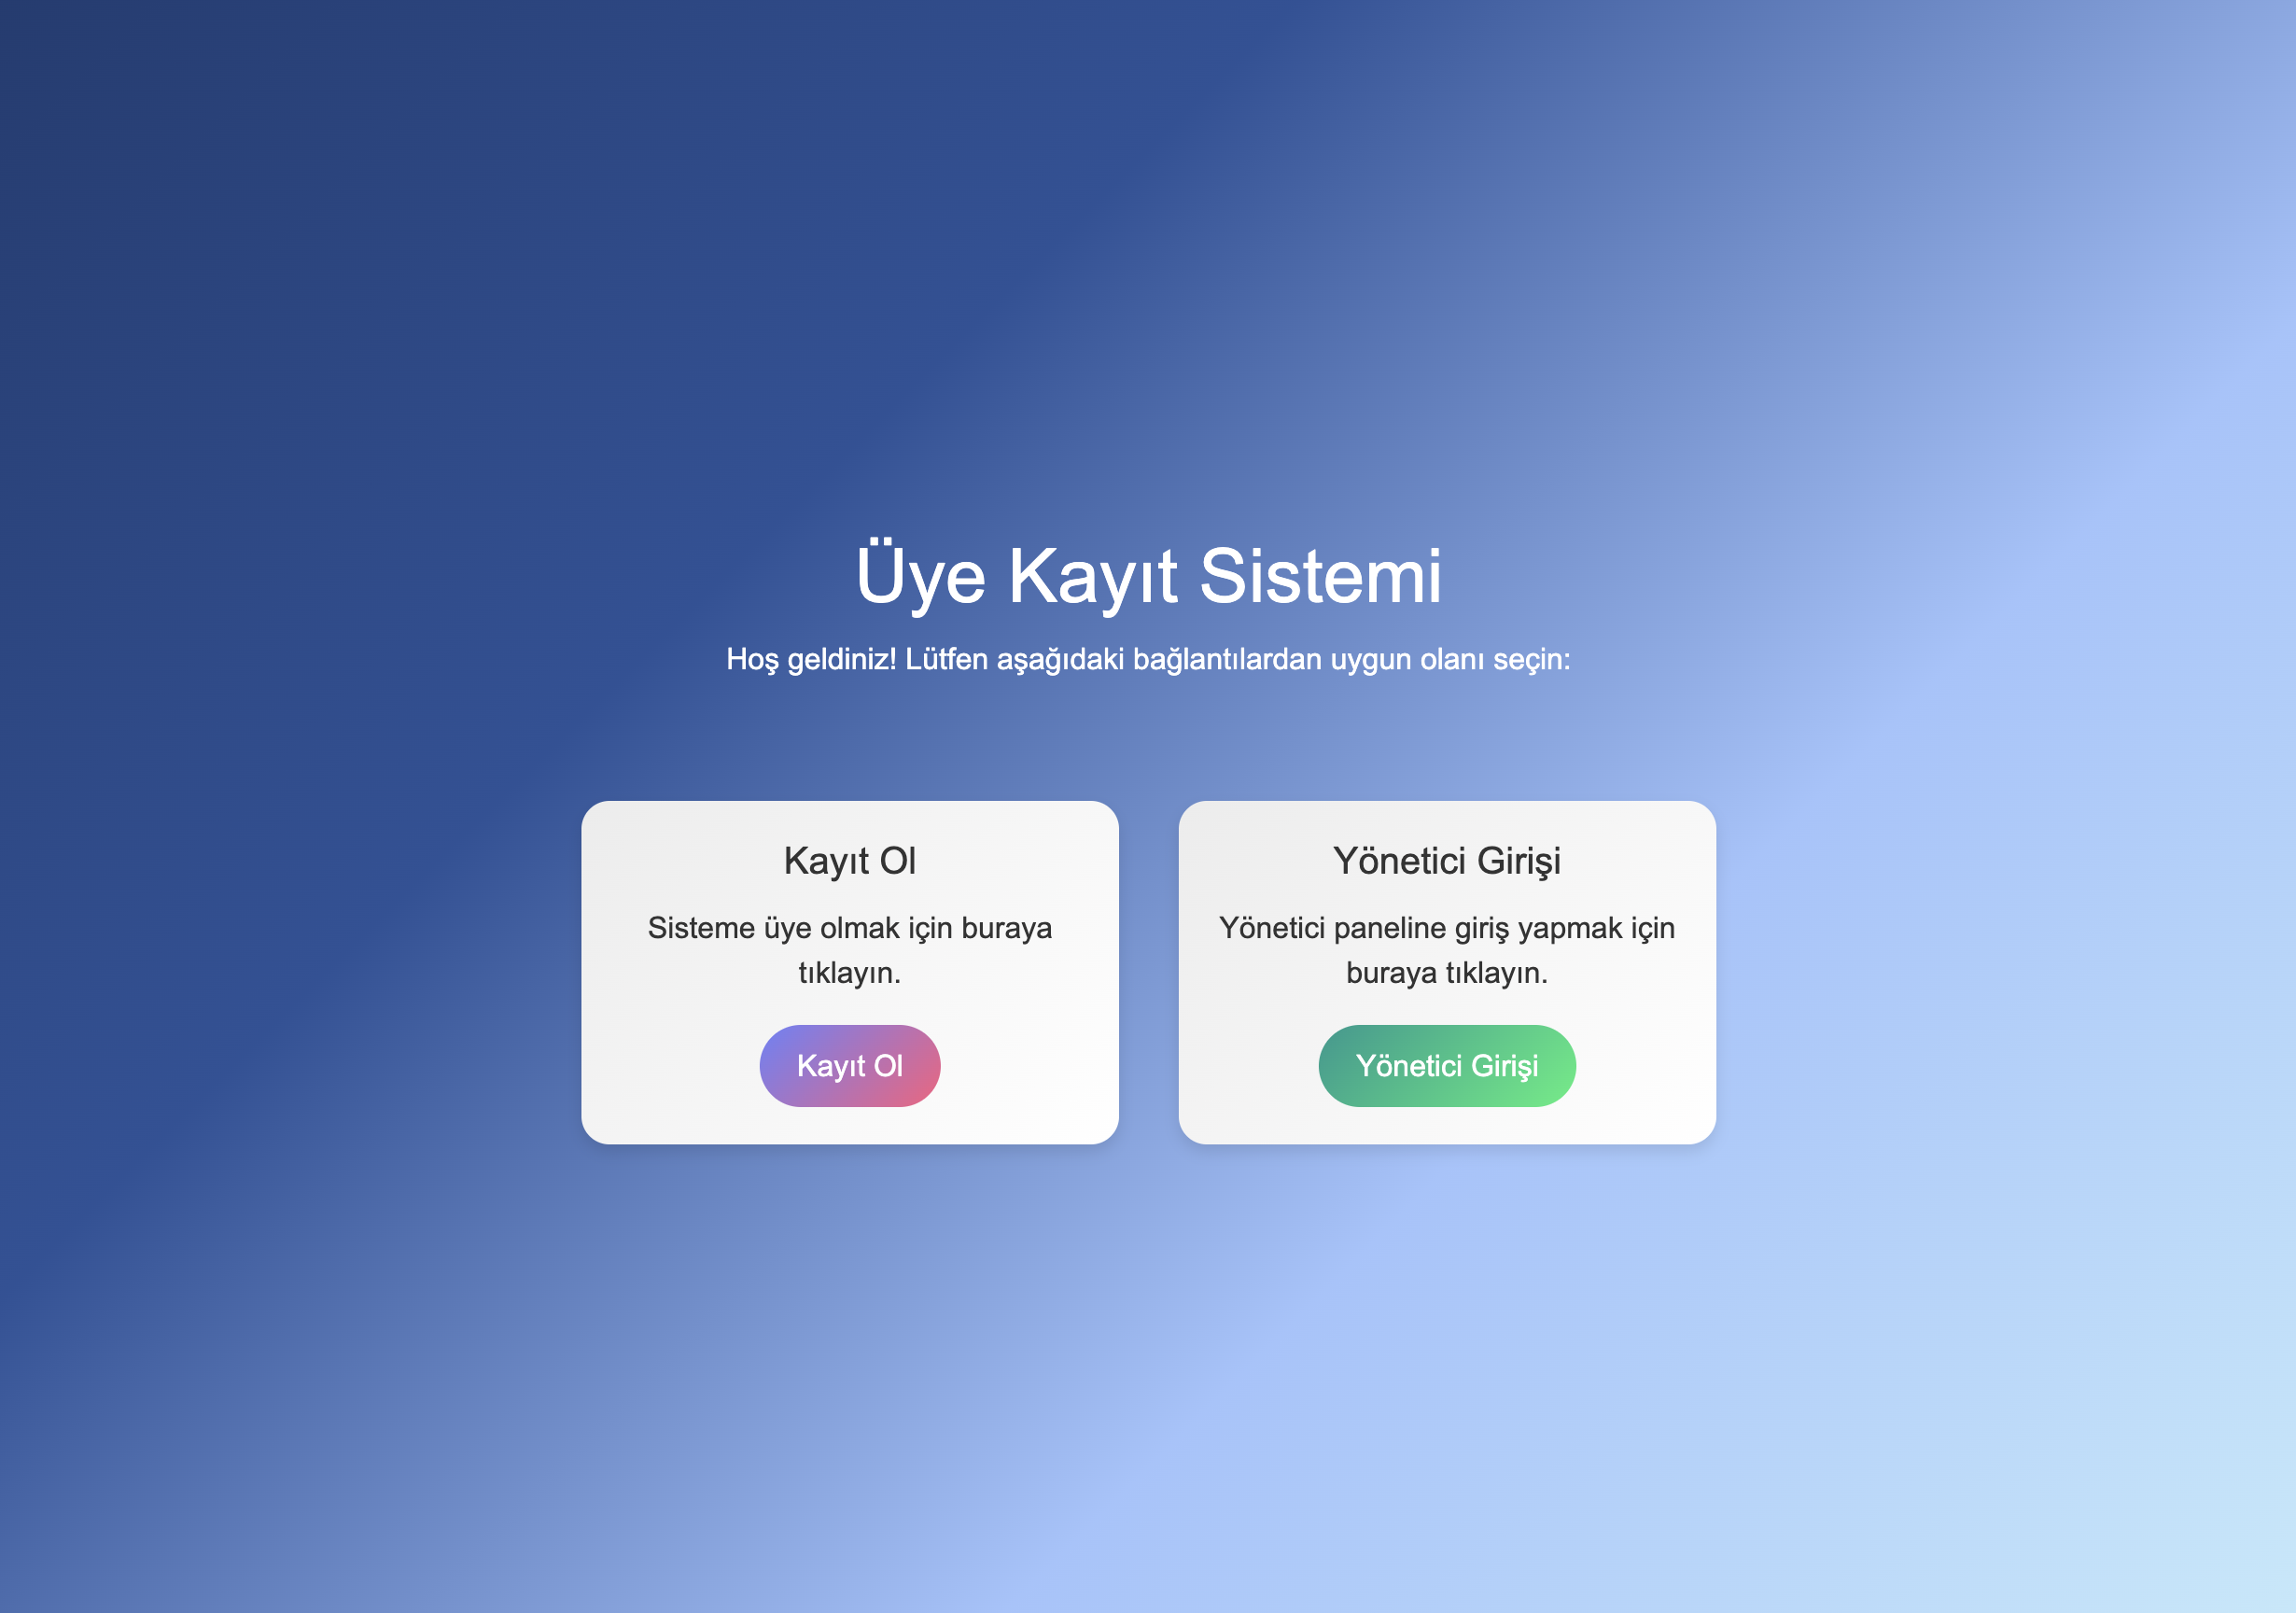 Üye Kayıt Sistemi
Hoş geldiniz! Lütfen aşağıdaki bağlantılardan uygun olanı seçin:
Kayıt Ol
Sisteme üye olmak için buraya
tıklayın.
Kayıt Ol
Yönetici Girişi
Yönetici paneline giriş yapmak için
buraya tıklayın.
Yönetici Girişi